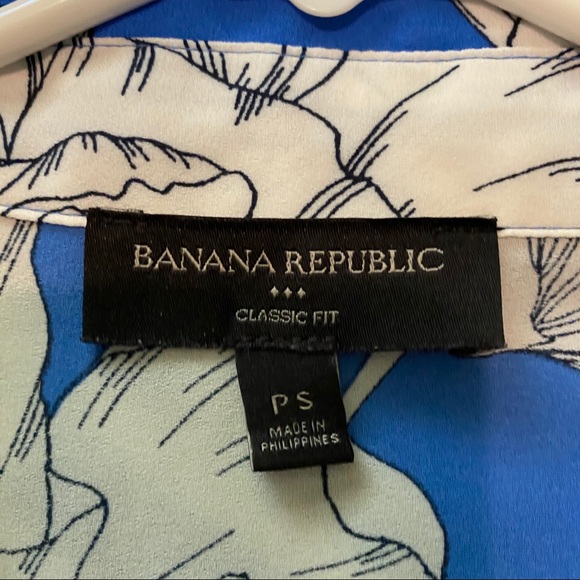 BANANA REPUBLIC
CLASSIC FIT
PS
MADE IN
PHILIPPINES